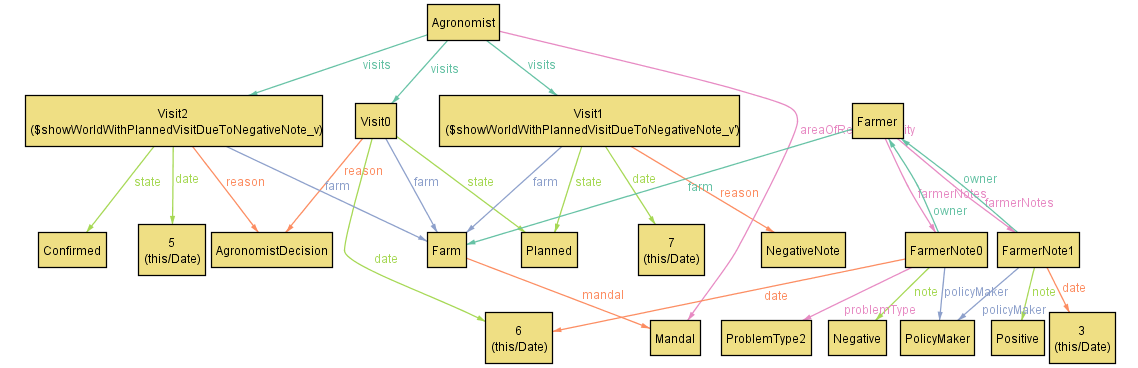 Agronomist
visits
visits
visits
Visit2
($showWorldWithPlannedVisitDueToNegativeNote_v)
Visit0
Visit1
($showWorldWithPlannedVisitDueToNegativeNote_v)
Farmer
state
date
reason
farm
reason
farm
state
farm
state
date
reason
farm
farmerNotes
owner
owner
farmerNotes
Confirmed
5
(this/Date)
AgronomistDecision
Farm
Planned
7
(this/Date)
NegativeNote
FarmerNote0
FarmerNote1
date
mandal
date
problemType
note
policyMaker
policyMaker
note
date
6
(this/Date)
Mandal
ProblemType2
Negative
PolicyMaker
Positive
3
(this/Date)